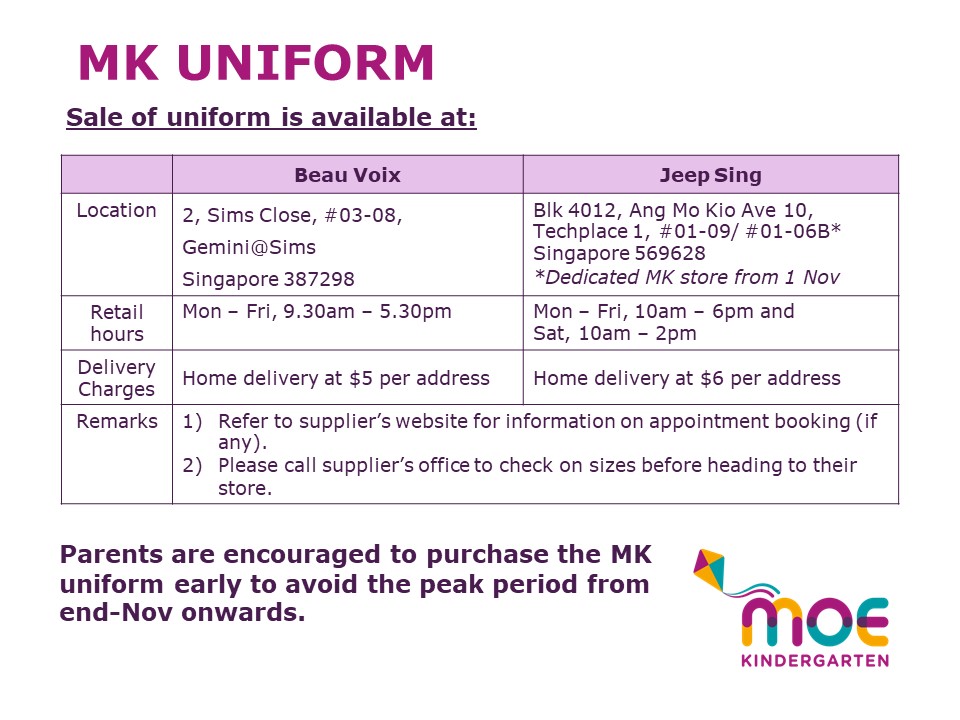 MK UNIFORM
Sale of uniform is available at:
Beau Voix
Jeep Sing
Location
2, Sims Close, #03-08,
Gemini@Sims
Singapore 387298
Blk 4012, Ang Mo Kio Ave 10,
Techplace 1, #01-09/ #01-06B*
Singapore 569628
*Dedicated MK store from 1 Nov
Retail
hours
Mon – Fri, 9.30am – 5.30pm
Mon – Fri, 10am – 6pm and
Sat, 10am – 2pm
Delivery
Charges
Home delivery at $5 per address
Home delivery at $6 per address
Remarks
1) Refer to supplier’s website for information on appointment booking (if
any).
2) Please call supplier’s office to check on sizes before heading to their
store.
Parents are encouraged to purchase the MK
uniform early to avoid the peak period from
end-Nov onwards.
moe
KINDERGARTEN